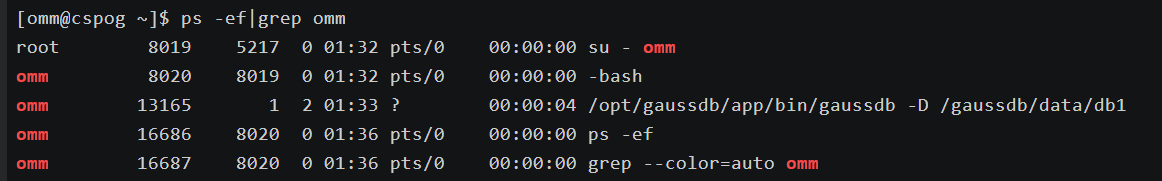 [omm@cspog ~]$ ps -ef|grep omm
root       8019   5217  0 01:32 pts/0    00:00:00 su - omm
omm        8020   8019  0 01:32 pts/0    00:00:00 -bash
omm       13165      1  2 01:33 ?        00:00:04 /opt/gaussdb/app/bin/gaussdb -D /gaussdb/data/db1
omm       16686   8020  0 01:36 pts/0    00:00:00 ps -ef
omm       16687   8020  0 01:36 pts/0    00:00:00 grep --color=auto omm